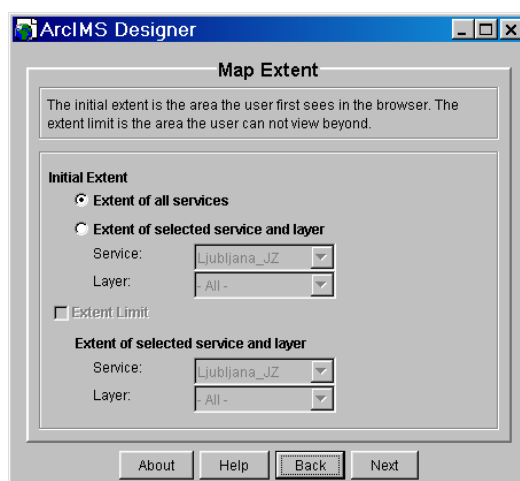 ArcIMS Designer
Map Extent
The initial extent is the area the user first sees in the browser. The
extent limit is the area the user can not view beyond.
Initial Extent
Extent of all services
Extent of selected service and layer
Service: Ljubljana_JZ
Layer: - All -
Extent Limit
Extent of selected service and layer
Service: Ljubljana_JZ
Layer: - All -
About Help Back Next